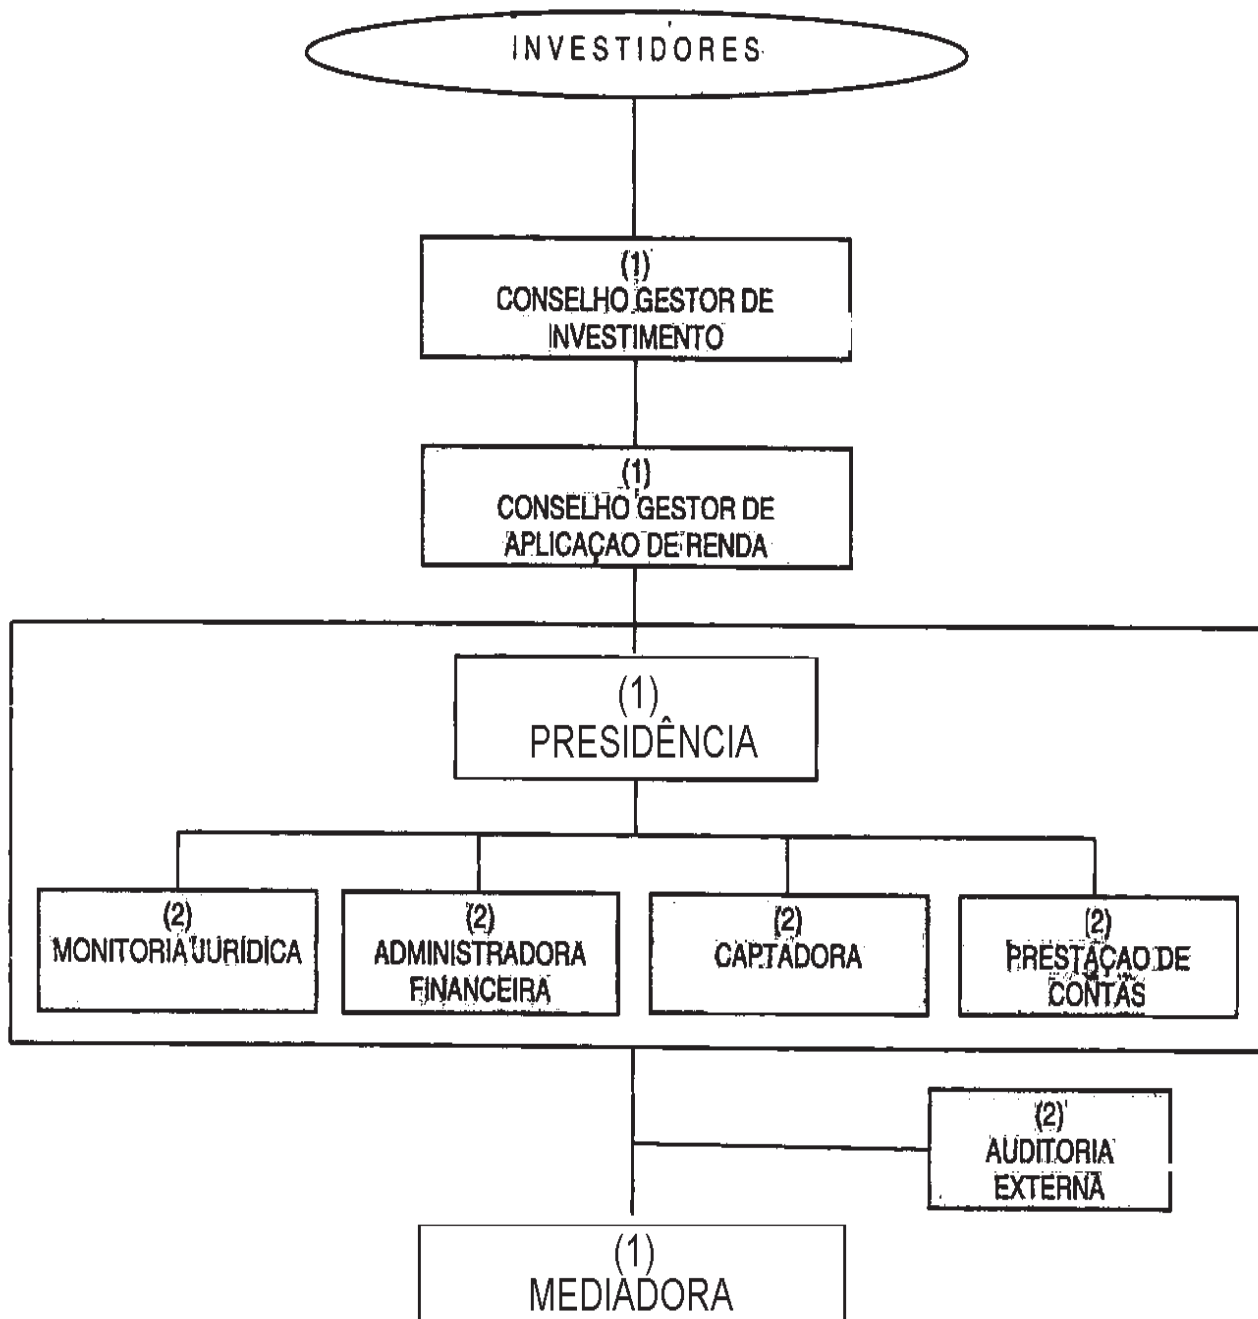 INVESTIDORES
(1)
CONSELHO GESTOR DE
INVESTIMENTO
(1)
CONSELHO GESTOR DE
APLICAÇAO DE RENDA
(1)
PRESIDÊNCIA
(2)
MONITORIA JURÍDICA
(2)
ADMINISTRADORA
FINANCEIRA
(2)
CAPTADORA
(2)
PRESTAÇAO DE
CONTAS
(2)
AUDITORIA
EXTERNA
(1)
MEDIADORA